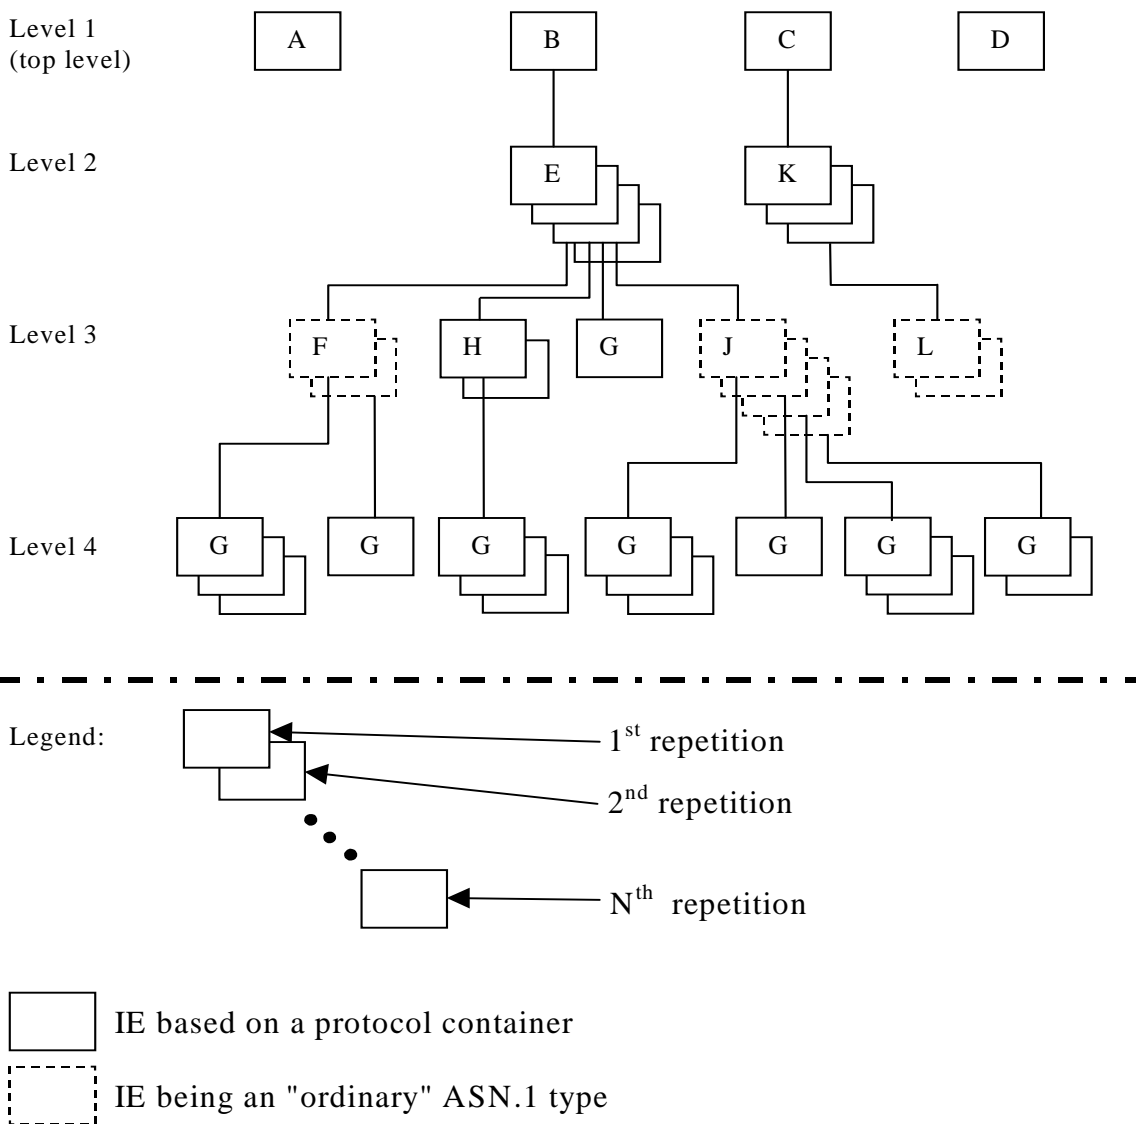 Level 1
(top level)
A B C D
Level 2
E K
Level 3
F H G J L
Level 4
G G G G G G G
Legend:
1st repetition
2nd repetition
Nth repetition
IE based on a protocol container
IE being an "ordinary" ASN.1 type